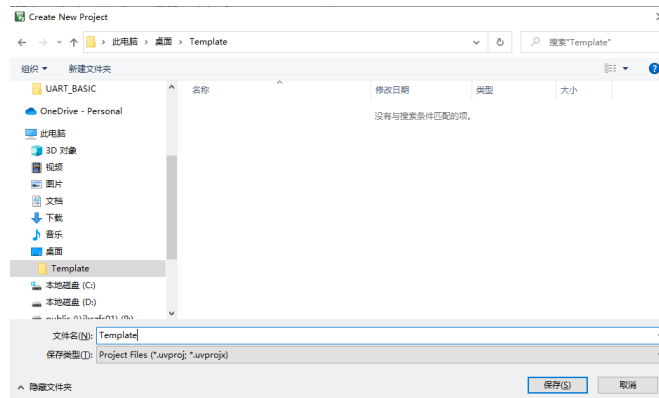 Create New Project
此电脑 › 桌面 › Template
搜索"Template"
组织 新建文件夹
名称 修改日期 类型 大小
没有与搜索条件匹配的项。
UART_BASIC
OneDrive - Personal
此电脑
3D 对象
视频
图片
文档
下载
音乐
桌面
Template
本地磁盘 (C:)
本地磁盘 (D:)
文件名(N): Template
保存类型(T): Project Files (*.uvproj; *.uvprojx)
隐藏文件夹
保存(S) 取消